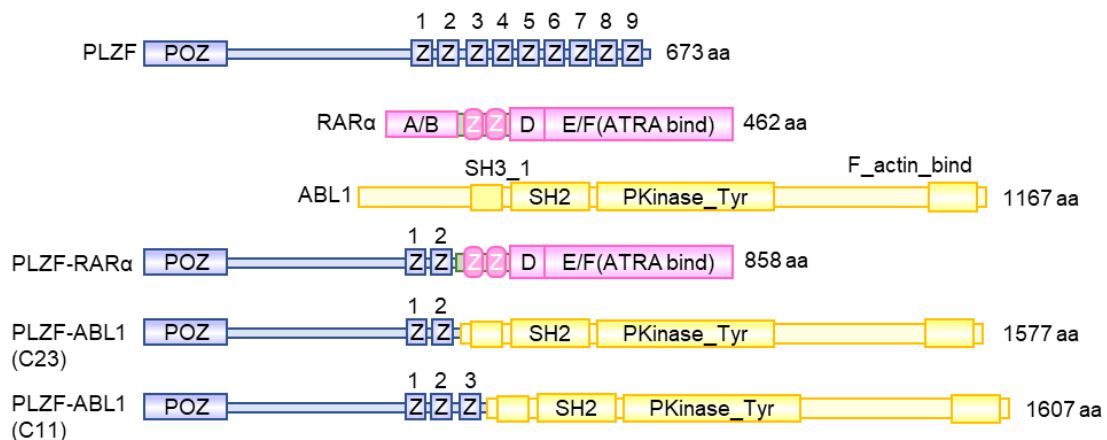 1 2 3 4 5 6 7 8 9
PLZF POZ Z Z Z Z Z Z Z Z Z 673 aa
RARα A/B Z Z D E/F(ATRA bind) 462 aa
SH3_1 F_actin_bind
ABL1 SH2 PKinase_Tyr 1167 aa
1 2
PLZF-RARα POZ Z Z Z Z D E/F(ATRA bind) 858 aa
1 2
PLZF-ABL1 POZ Z Z SH2 PKinase_Tyr 1577 aa
(C23)
1 2 3
PLZF-ABL1 POZ Z Z Z SH2 PKinase_Tyr 1607 aa
(C11)